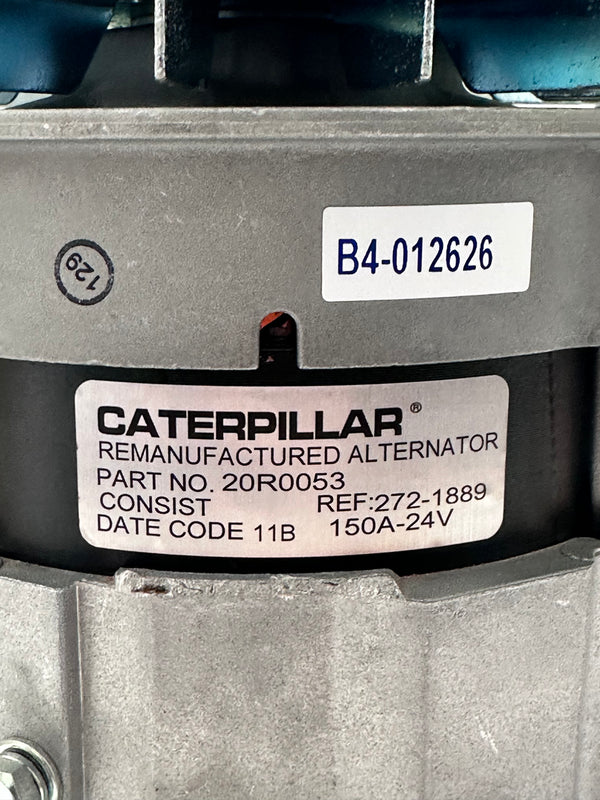 B4-012626
129
CATERPILLAR®
REMANUFACTURED ALTERNATOR
PART NO. 20R0053
CONSIST REF:272-1889
DATE CODE 11B 150A-24V